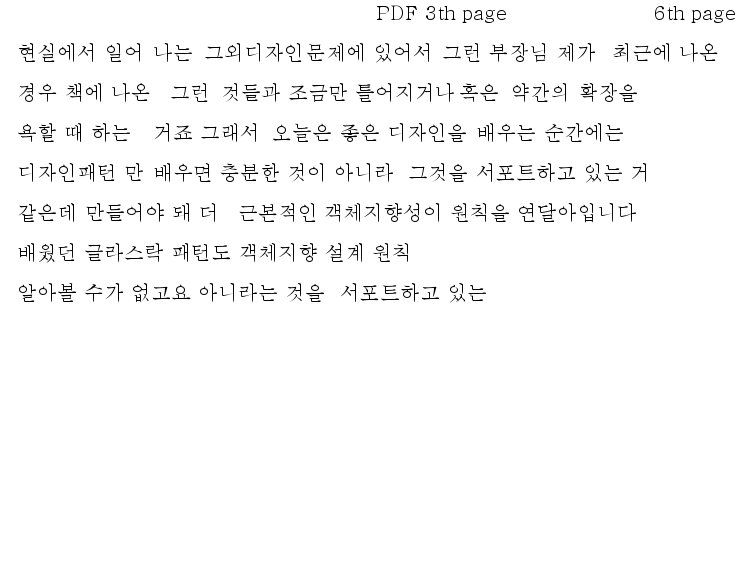 PDF 3th page 6th page
현실에서 일어 나는 그외디자인문제에 있어서 그런 부장님 제가 최근에 나온
경우 책에 나온 그런 것들과 조금만 틀어지거나 혹은 약간의 확장을
욕할 때 하는 거죠 그래서 오늘은 좋은 디자인을 배우는 순간에는
디자인패턴 만 배우면 충분한 것이 아니라 그것을 서포트하고 있는 거
같은데 만들어야 돼 더 근본적인 객체지향성이 원칙을 연달아입니다
배웠던 글라스락 패턴도 객체지향 설계 원칙
알아볼 수가 없고요 아니라는 것을 서포트하고 있는